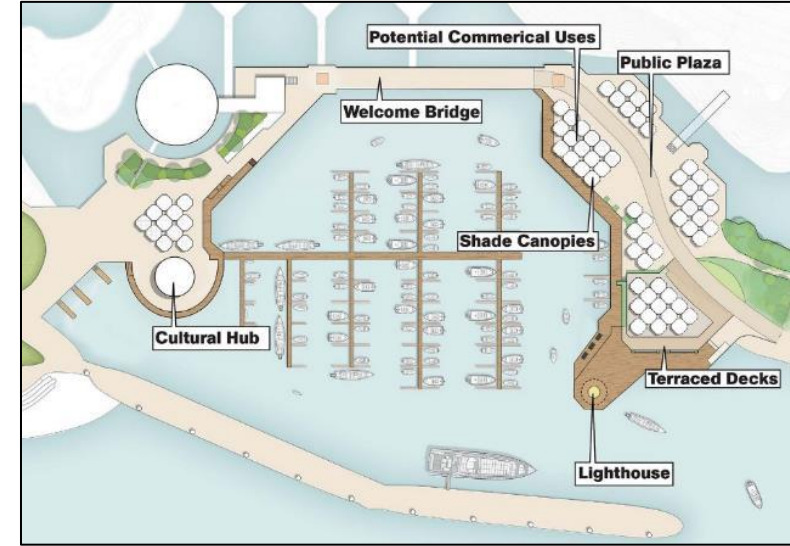 Potential Commerical Uses
Public Plaza
Welcome Bridge
Shade Canopies
Cultural Hub
Terraced Decks
Lighthouse